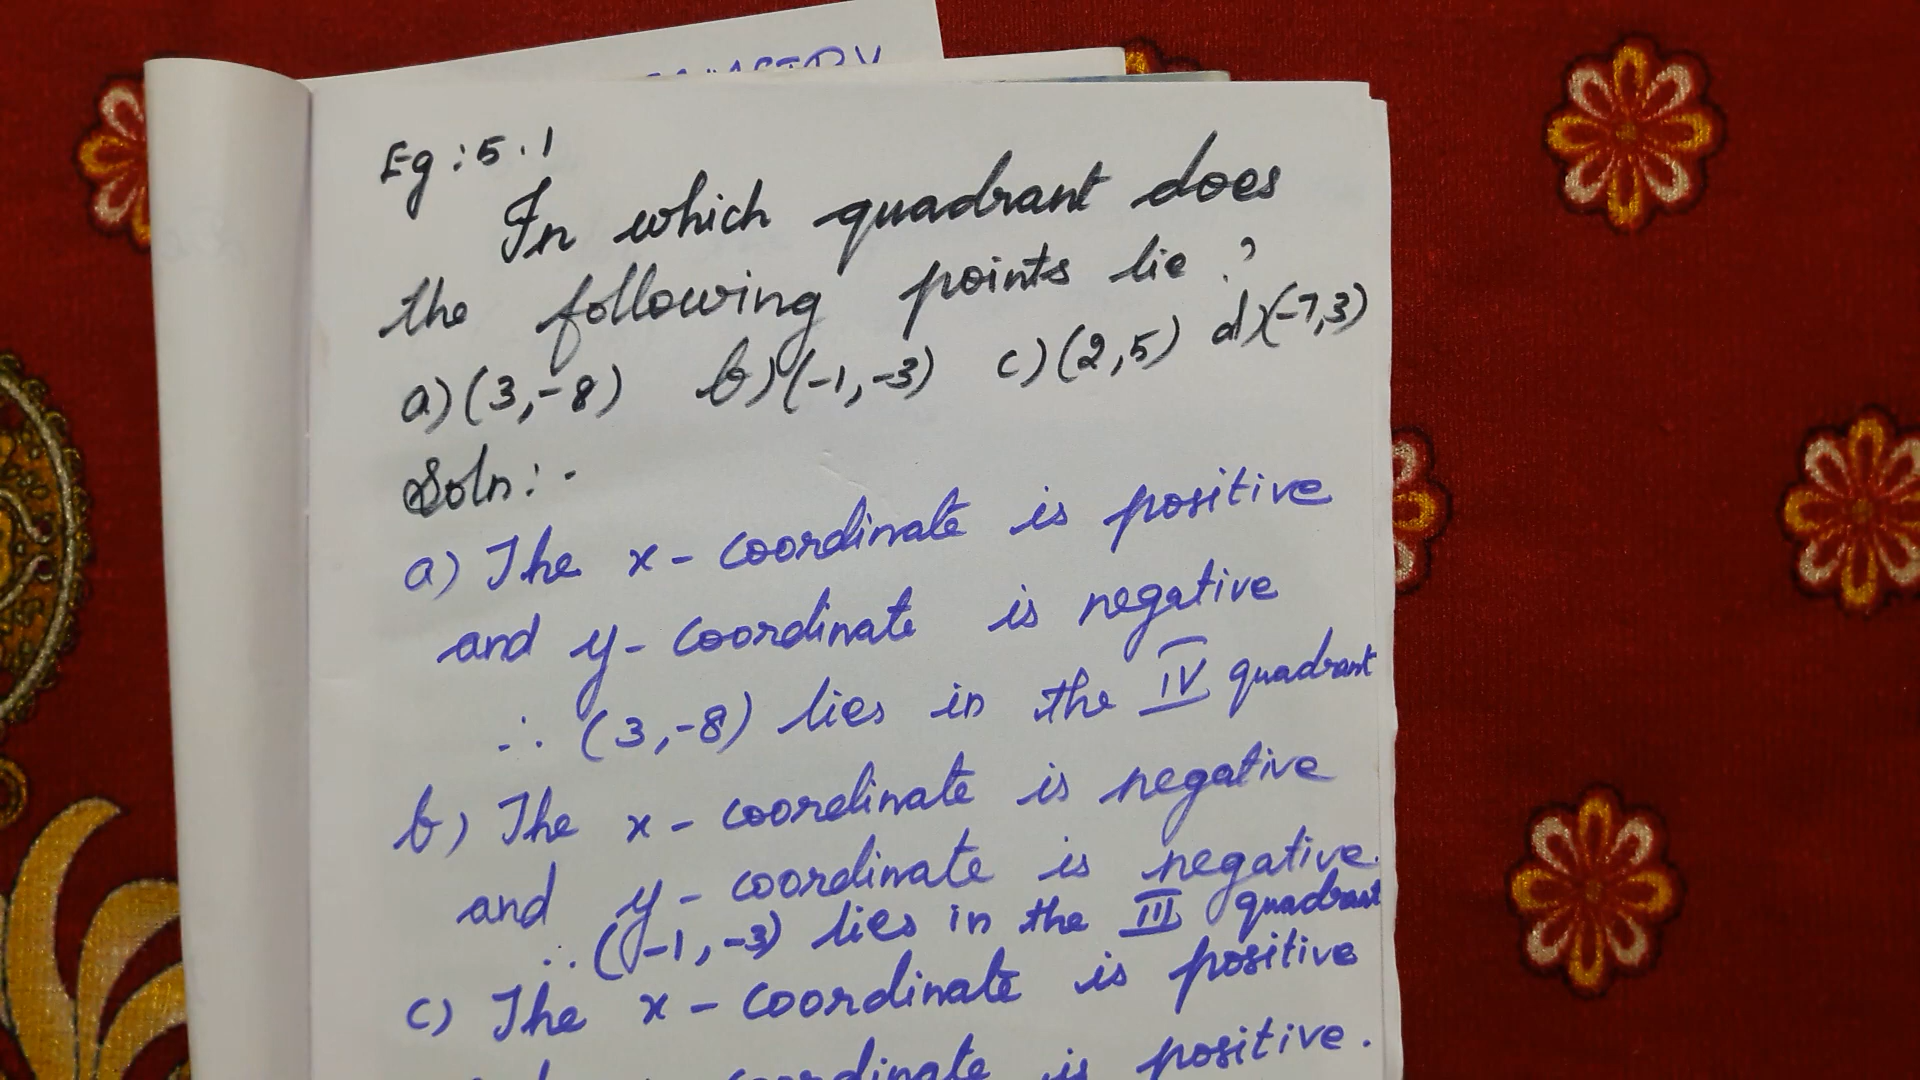 Eg : 5.1
In which quadrant does
the following points lie ?
a) (3,-8) b) (-1,-3) c) (2,5) d) (-7,3)
Soln : -
a) The x - coordinate is positive
and y - coordinate is negative
∴ (3,-8) lies in the IV quadrant
b) The x - coordinate is negative
and y - coordinate is negative.
∴ (-1,-3) lies in the III quadrant
c) The x - coordinate is positive
coordinate is positive.